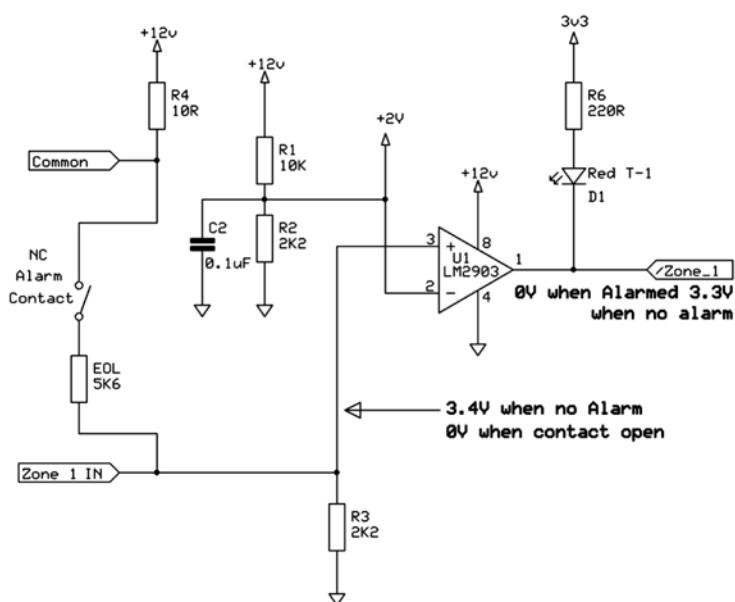 +12v
R4
10R
Common
NC
Alarm
Contact
EOL
5K6
Zone 1 IN
+12v
R1
10K
C2
0.1uF
R2
2K2
+2V
+12v
3
+
8
U1
LM2903
1
2
-
4
3v3
R6
220R
Red T-1
D1
/Zone_1
0V when Alarmed 3.3V
when no alarm
3.4V when no Alarm
0V when contact open
R3
2K2